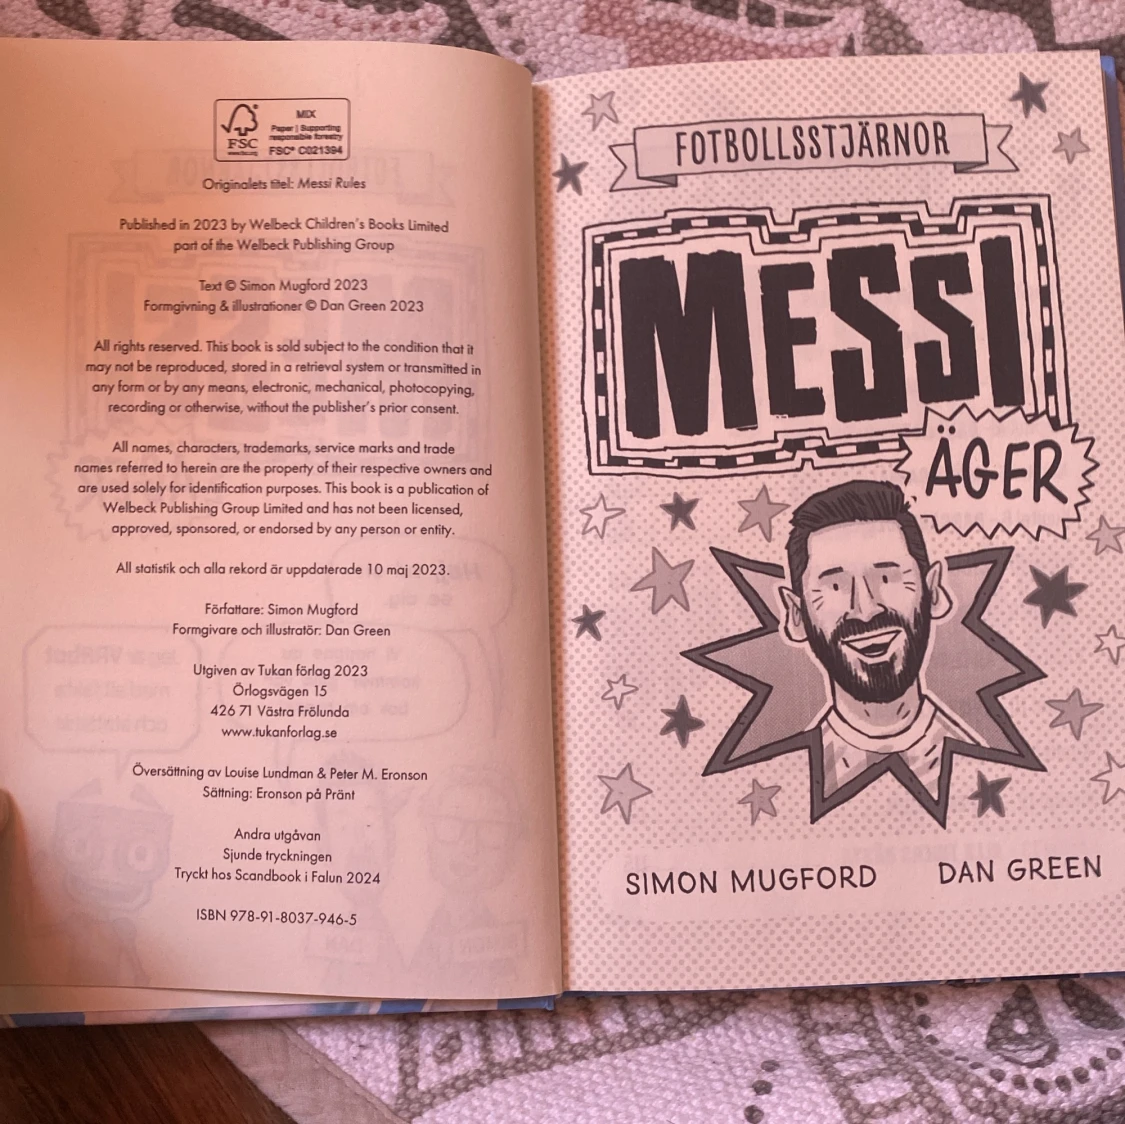 FSC
www.fsc.org
MIX
Paper | Supporting
responsible forestry
FSC® C021394
Originalets titel: Messi Rules
Published in 2023 by Welbeck Children's Books Limited
part of the Welbeck Publishing Group
Text © Simon Mugford 2023
Formgivning & illustrationer © Dan Green 2023
All rights reserved. This book is sold subject to the condition that it
may not be reproduced, stored in a retrieval system or transmitted in
any form or by any means, electronic, mechanical, photocopying,
recording or otherwise, without the publisher's prior consent.
All names, characters, trademarks, service marks and trade
names referred to herein are the property of their respective owners and
are used solely for identification purposes. This book is a publication of
Welbeck Publishing Group Limited and has not been licensed,
approved, sponsored, or endorsed by any person or entity.
All statistik och alla rekord är uppdaterade 10 maj 2023.
Författare: Simon Mugford
Formgivare och illustratör: Dan Green
Utgiven av Tukan förlag 2023
Örlogsvägen 15
426 71 Västra Frölunda
www.tukanforlag.se
Översättning av Louise Lundman & Peter M. Eronson
Sättning: Eronson på Pränt
Andra utgåvan
Sjunde tryckningen
Tryckt hos Scandbook i Falun 2024
ISBN 978-91-8037-946-5
FOTBOLLSSTJÄRNOR
MESSI
ÄGER
SIMON MUGFORD DAN GREEN